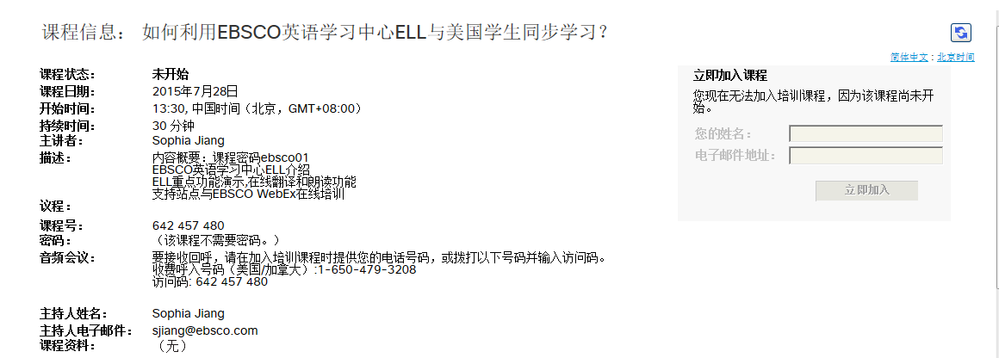 课程信息： 如何利用EBSCO英语学习中心ELL与美国学生同步学习？
简体中文 : 北京时间
课程状态： 未开始
课程日期： 2015年7月28日
开始时间： 13:30, 中国时间（北京，GMT+08:00）
持续时间： 30 分钟
主讲者： Sophia Jiang
描述： 内容概要：课程密码ebsco01
EBSCO英语学习中心ELL介绍
ELL重点功能演示,在线翻译和朗读功能
支持站点与EBSCO WebEx在线培训
议程：
课程号： 642 457 480
密码： （该课程不需要密码。）
音频会议： 要接收回呼，请在加入培训课程时提供您的电话号码，或拨打以下号码并输入访问码。
收费呼入号码（美国/加拿大）:1-650-479-3208
访问码: 642 457 480
主持人姓名： Sophia Jiang
主持人电子邮件： sjiang@ebsco.com
课程资料： （无）
立即加入课程
您现在无法加入培训课程，因为该课程尚未开
始。
您的姓名：
电子邮件地址：
立即加入